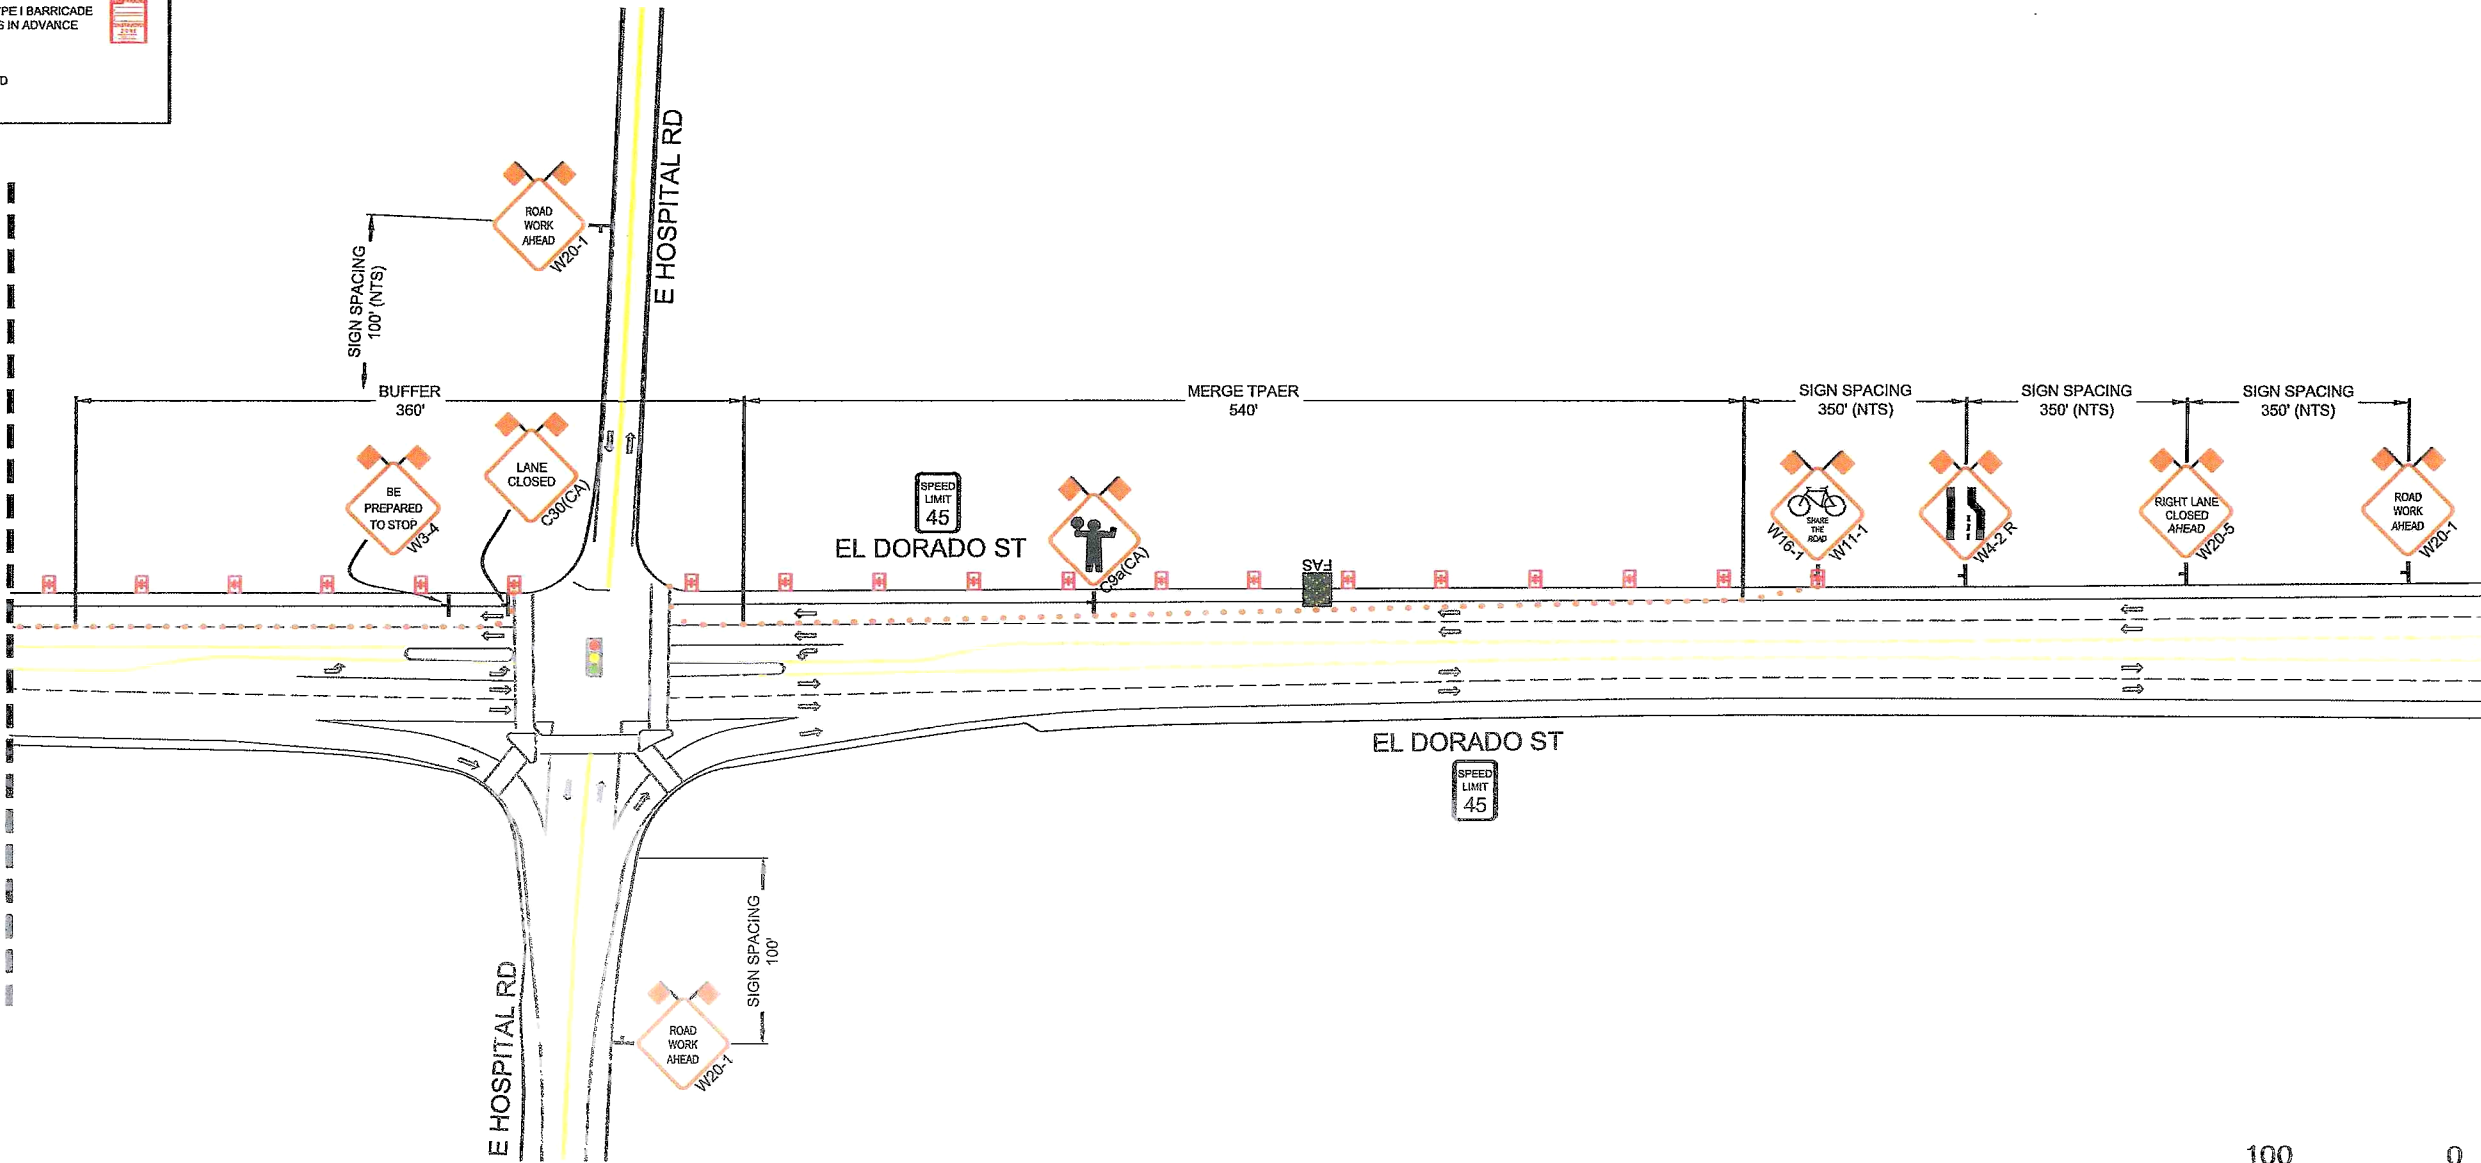 PE I BARRICADE
S IN ADVANCE
ZONE
D
E HOSPITAL RD
ROAD
WORK
AHEAD
W20-1
SIGN SPACING
100' (NTS)
BUFFER
360'
MERGE TPAER
540'
SIGN SPACING
350' (NTS)
SIGN SPACING
350' (NTS)
SIGN SPACING
350' (NTS)
BE
PREPARED
TO STOP
W3-4
LANE
CLOSED
C30(CA)
SPEED
LIMIT
45
EL DORADO ST
C9a(CA)
FAS
SHARE
THE
ROAD
W16-1
W11-1
W4-2 R
RIGHT LANE
CLOSED
AHEAD
W20-5
ROAD
WORK
AHEAD
W20-1
EL DORADO ST
SPEED
LIMIT
45
SIGN SPACING
100'
E HOSPITAL RD
ROAD
WORK
AHEAD
W20-1
100
0